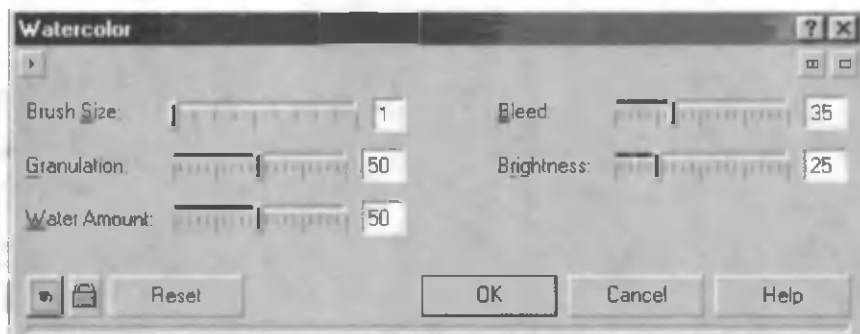 Watercolor
Brush Size: 1 Bleed: 35
Granulation: 50 Brightness: 25
Water Amount: 50
Reset OK Cancel Help